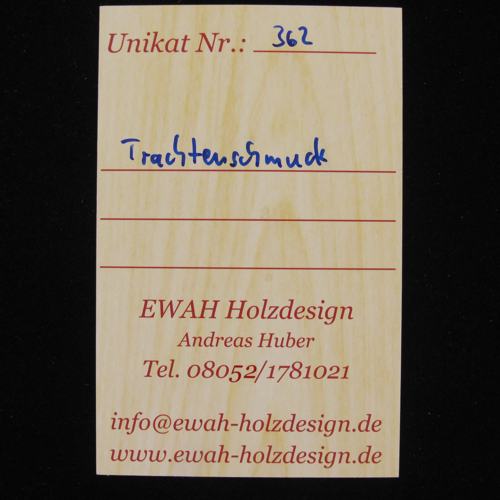 Unikat Nr.: 362
Trachtenschmuck
EWAH Holzdesign
Andreas Huber
Tel. 08052/1781021
info@ewah-holzdesign.de
www.ewah-holzdesign.de